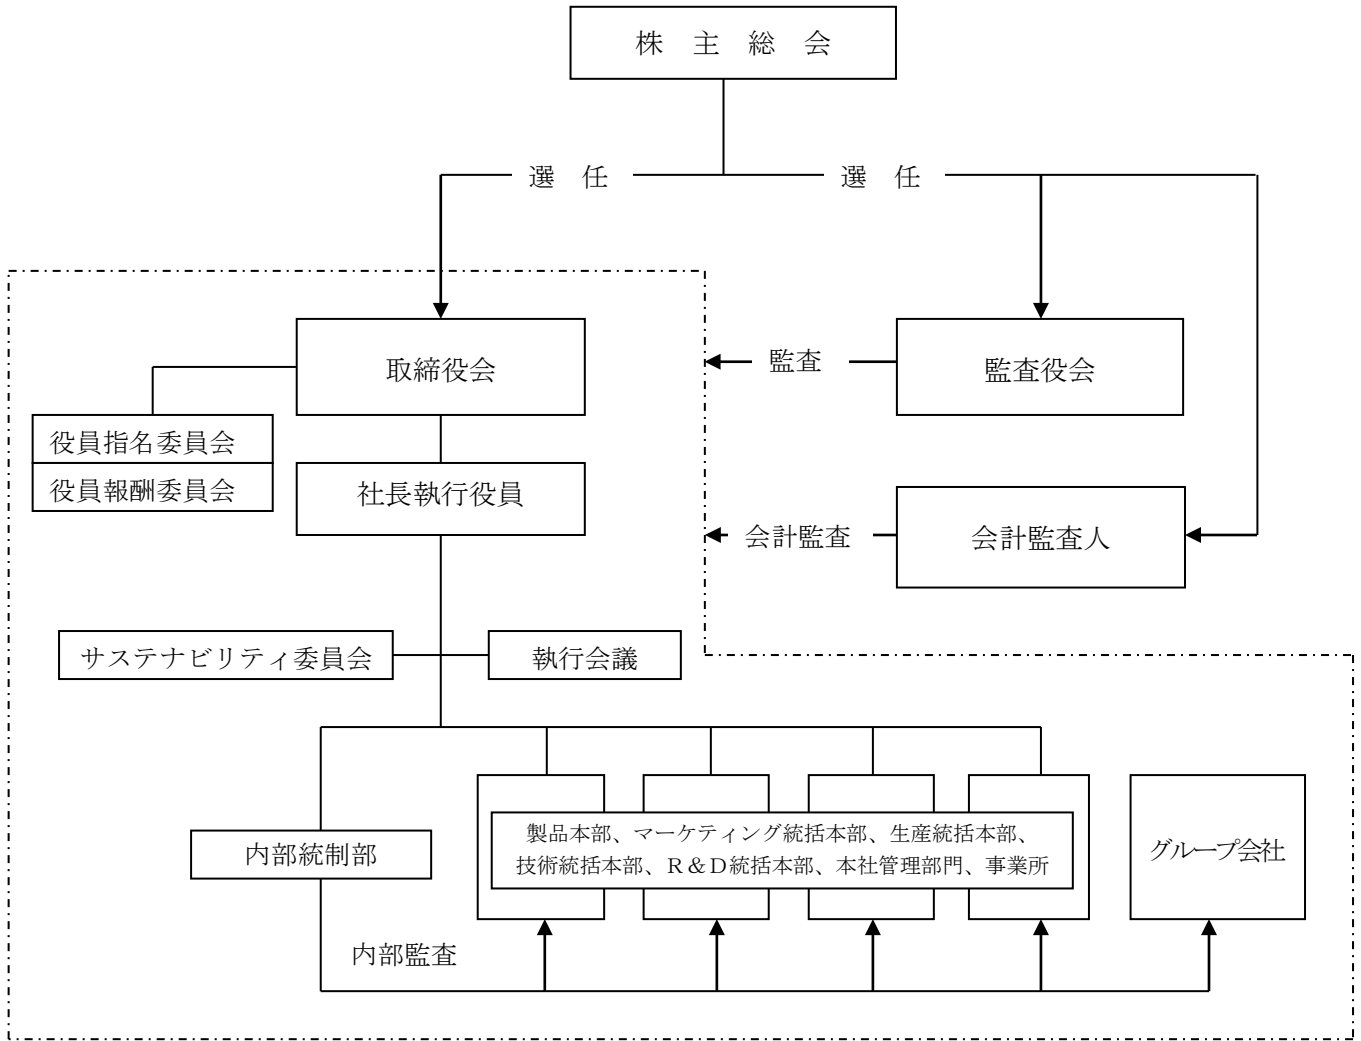 株 主 総 会
選 任
選 任
取締役会
監査
監査役会
役員指名委員会
役員報酬委員会
社長執行役員
会計監査
会計監査人
サステナビリティ委員会
執行会議
内部統制部
製品本部、マーケティング統括本部、生産統括本部、
技術統括本部、R＆D統括本部、本社管理部門、事業所
グループ会社
内部監査